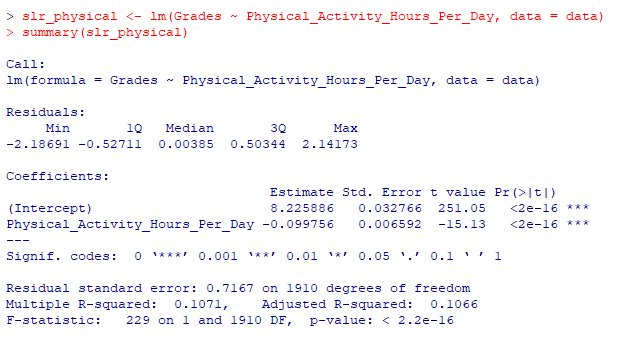 > slr_physical <- lm(Grades ~ Physical_Activity_Hours_Per_Day, data = data)
> summary(slr_physical)
Call:
lm(formula = Grades ~ Physical_Activity_Hours_Per_Day, data = data)
Residuals:
Min 1Q Median 3Q Max
-2.18691 -0.52711 0.00385 0.50344 2.14173
Coefficients:
Estimate Std. Error t value Pr(>|t|)
(Intercept) 8.225886 0.032766 251.05 <2e-16 ***
Physical_Activity_Hours_Per_Day -0.099756 0.006592 -15.13 <2e-16 ***
---
Signif. codes: 0 ‘***’ 0.001 ‘**’ 0.01 ‘*’ 0.05 ‘.’ 0.1 ‘ ’ 1
Residual standard error: 0.7167 on 1910 degrees of freedom
Multiple R-squared: 0.1071, Adjusted R-squared: 0.1066
F-statistic: 229 on 1 and 1910 DF, p-value: < 2.2e-16